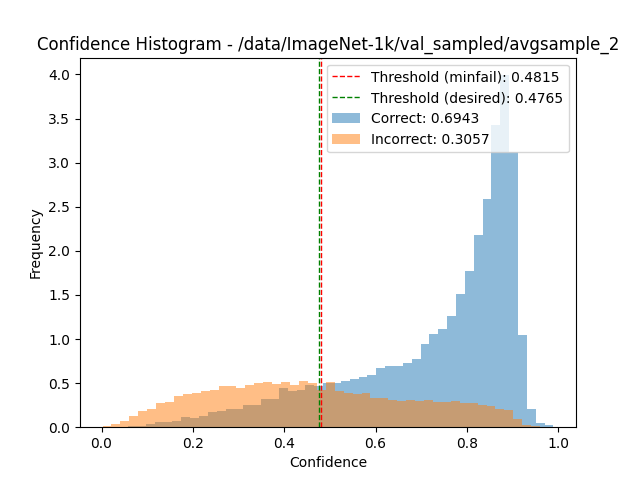 Confidence Histogram - /data/ImageNet-1k/val_sampled/avgsample_2
Threshold (minfail): 0.4815
Threshold (desired): 0.4765
Correct: 0.6943
Incorrect: 0.3057
Frequency
4.0
3.5
3.0
2.5
2.0
1.5
1.0
0.5
0.0
0.0 0.2 0.4 0.6 0.8 1.0
Confidence